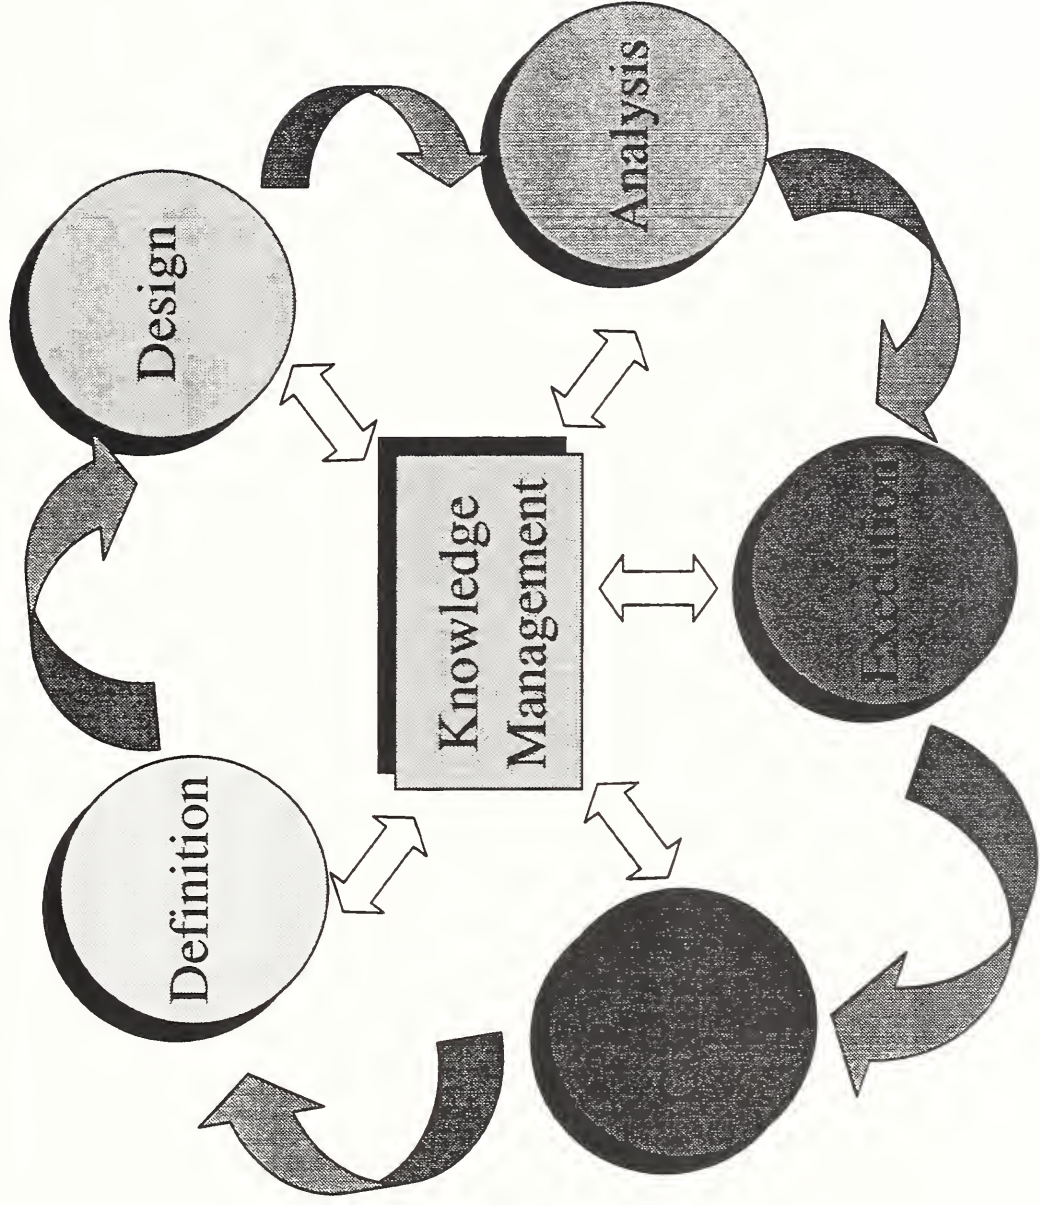 Definition
Design
Analysis
Execution
Knowledge
Management